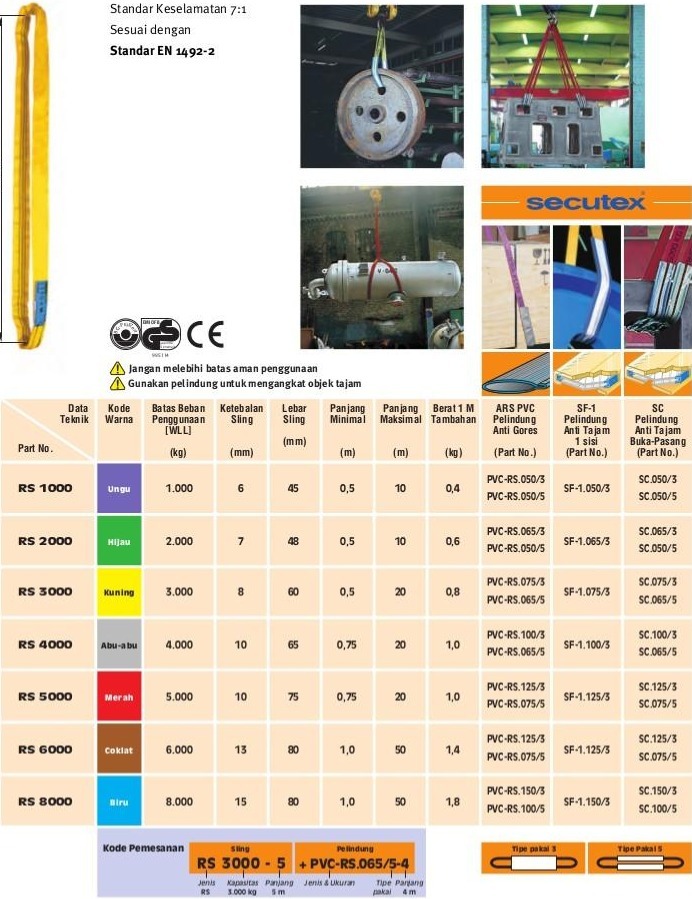 Standar Keselamatan 7:1
Sesuai dengan
Standar EN 1492-2
secutex
Jangan melebihi batas aman penggunaan
Gunakan pelindung untuk mengangkat objek tajam
Data Teknik Part No. | Kode Warna | Batas Beban Penggunaan [WLL] (kg) | Ketebalan Sling (mm) | Lebar Sling (mm) | Panjang Minimal (m) | Panjang Maksimal (m) | Berat 1 M Tambahan (kg) | ARS PVC Pelindung Anti Gores (Part No.) | SF-1 Pelindung Anti Tajam 1 sisi (Part No.) | SC Pelindung Anti Tajam Buka-Pasang (Part No.)
RS 1000 | Ungu | 1.000 | 6 | 45 | 0,5 | 10 | 0,4 | PVC-RS.050/3 PVC-RS.050/5 | SF-1.050/3 | SC.050/3 SC.050/5
RS 2000 | Hijau | 2.000 | 7 | 48 | 0,5 | 10 | 0,6 | PVC-RS.065/3 PVC-RS.050/5 | SF-1.065/3 | SC.065/3 SC.050/5
RS 3000 | Kuning | 3.000 | 8 | 60 | 0,5 | 20 | 0,8 | PVC-RS.075/3 PVC-RS.065/5 | SF-1.075/3 | SC.075/3 SC.065/5
RS 4000 | Abu-abu | 4.000 | 10 | 65 | 0,75 | 20 | 1,0 | PVC-RS.100/3 PVC-RS.065/5 | SF-1.100/3 | SC.100/3 SC.065/5
RS 5000 | Merah | 5.000 | 10 | 75 | 0,75 | 20 | 1,0 | PVC-RS.125/3 PVC-RS.075/5 | SF-1.125/3 | SC.125/3 SC.075/5
RS 6000 | Coklat | 6.000 | 13 | 80 | 1,0 | 50 | 1,4 | PVC-RS.125/3 PVC-RS.075/5 | SF-1.125/3 | SC.125/3 SC.075/5
RS 8000 | Biru | 8.000 | 15 | 80 | 1,0 | 50 | 1,8 | PVC-RS.150/3 PVC-RS.100/5 | SF-1.150/3 | SC.150/3 SC.100/5
Kode Pemesanan
Sling Pelindung
RS 3000 - 5 + PVC-RS.065/5-4
Jenis Kapasitas Panjang Jenis & Ukuran Tipe Panjang
RS 3.000 kg 5 m pakai 4 m
Tipe pakai 3 Tipe Pakai 5